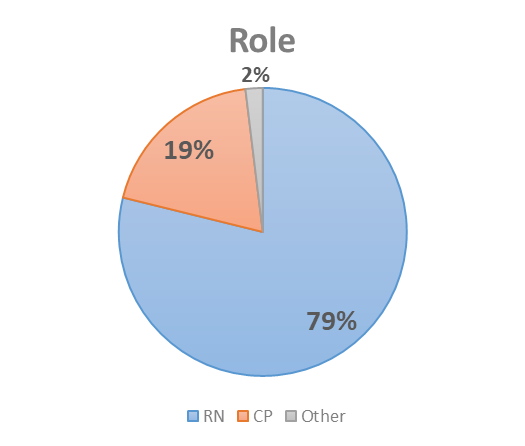 Role
2%
19%
79%
RN CP Other